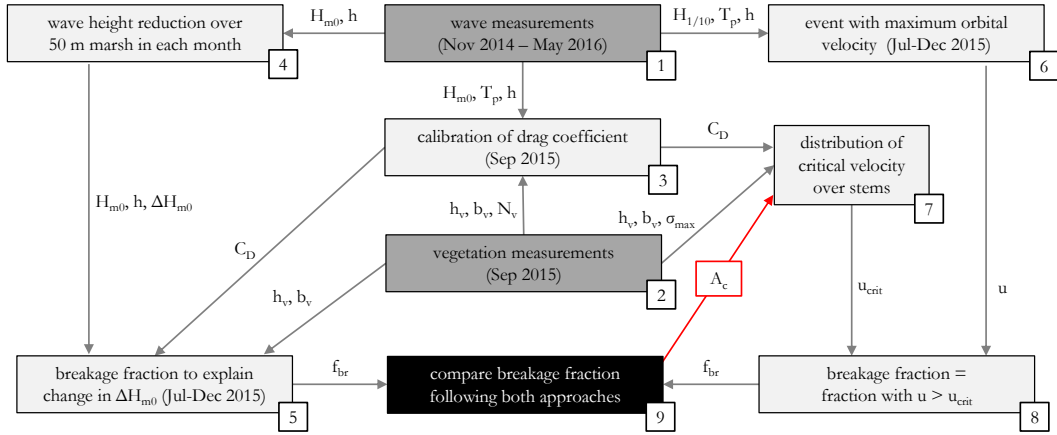 wave height reduction over
50 m marsh in each month
4
H_m0, h
wave measurements
(Nov 2014 – May 2016)
1
H_1/10, T_p, h
event with maximum orbital
velocity (Jul-Dec 2015)
6
H_m0, T_p, h
calibration of drag coefficient
(Sep 2015)
3
C_D
distribution of
critical velocity
over stems
7
H_m0, h, ΔH_m0
h_v, b_v, N_v
h_v, b_v, σ_max
C_D
vegetation measurements
(Sep 2015)
2
A_c
h_v, b_v
u_crit
u
breakage fraction to explain
change in ΔH_m0 (Jul-Dec 2015)
5
f_br
compare breakage fraction
following both approaches
9
f_br
breakage fraction =
fraction with u > u_crit
8